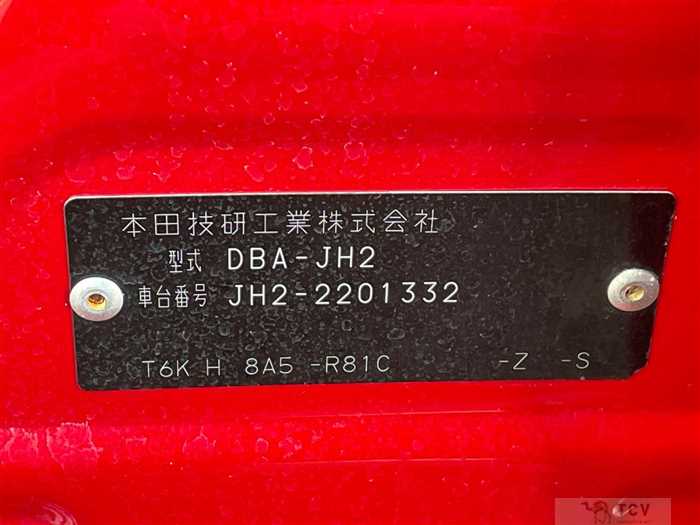 本田技研工業株式会社
型式 DBA-JH2
車台番号 JH2-2201332
T6K H 8A5 -R81C -Z -S
TCV